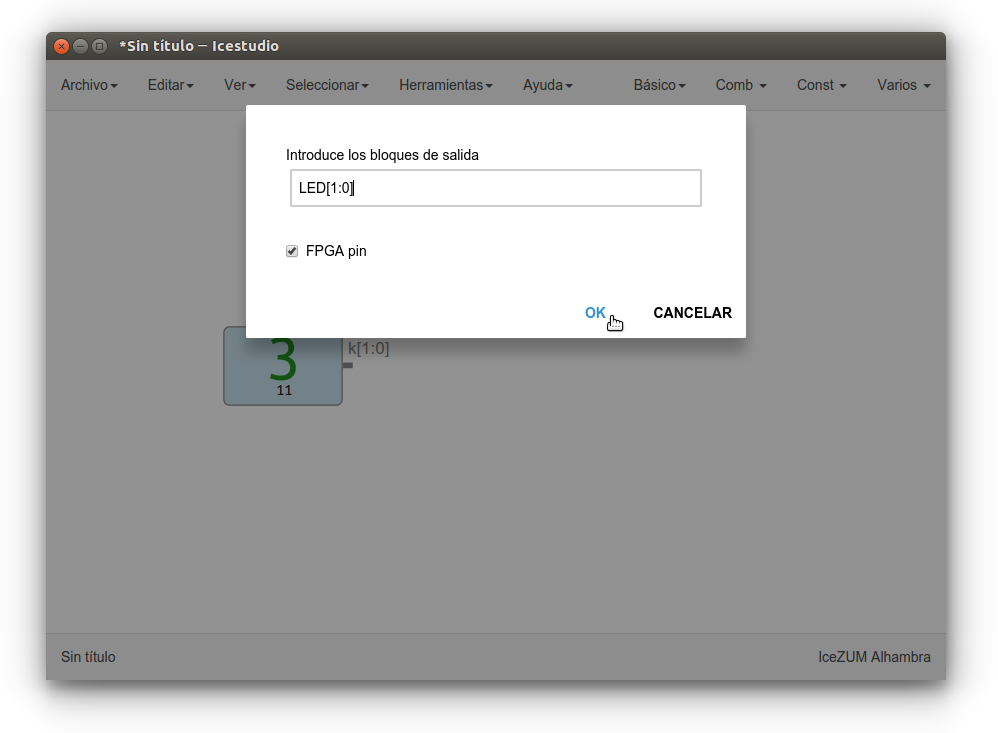 *Sin título — Icestudio
Archivo Editar Ver Seleccionar Herramientas Ayuda Básico Comb Const Varios
Introduce los bloques de salida
LED[1:0]
FPGA pin
OK CANCELAR
3
k[1:0]
11
Sin título IceZUM Alhambra